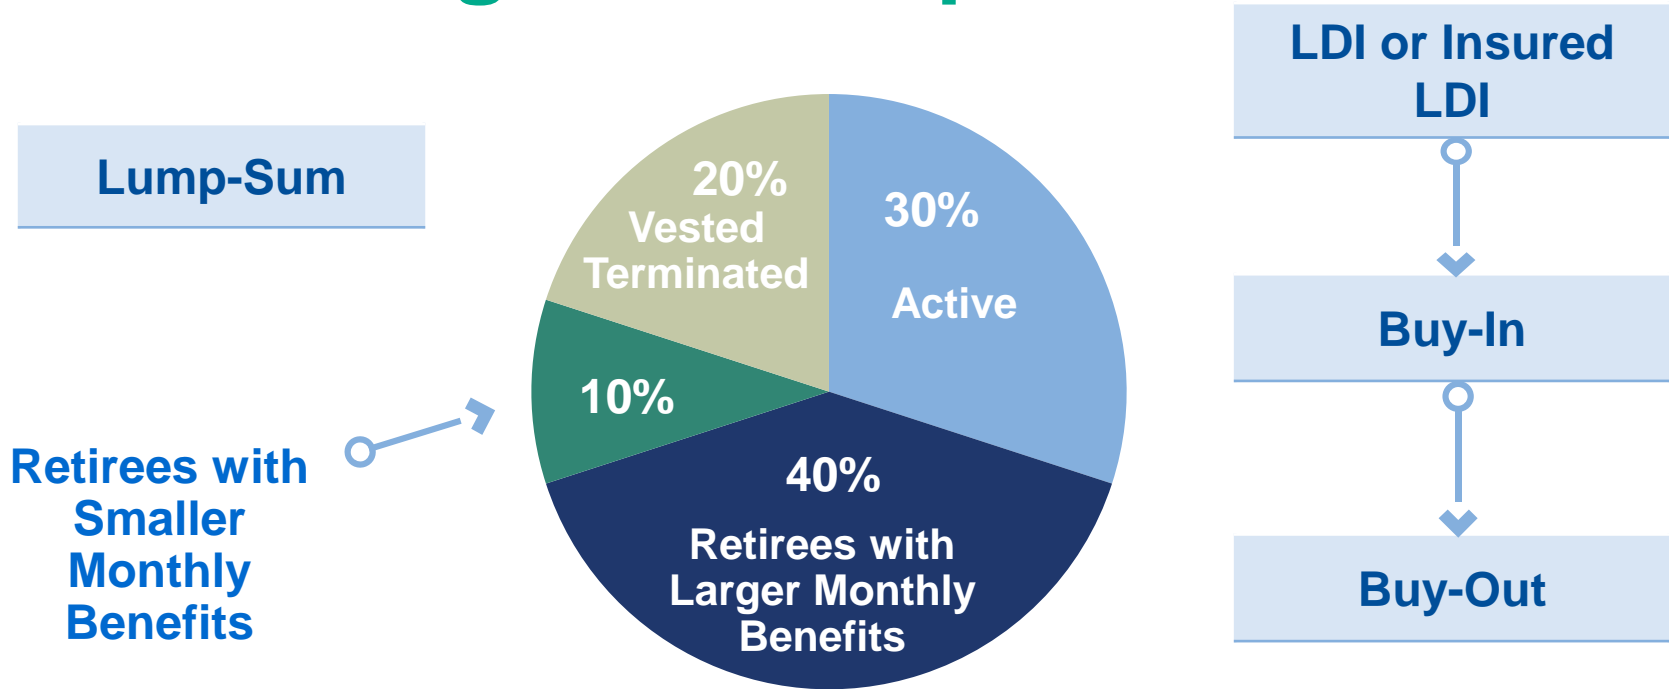 LDI or Insured
LDI
Lump-Sum
20%
Vested
Terminated
30%
Active
Buy-In
10%
Retirees with
Smaller
Monthly
Benefits
40%
Retirees with
Larger Monthly
Benefits
Buy-Out